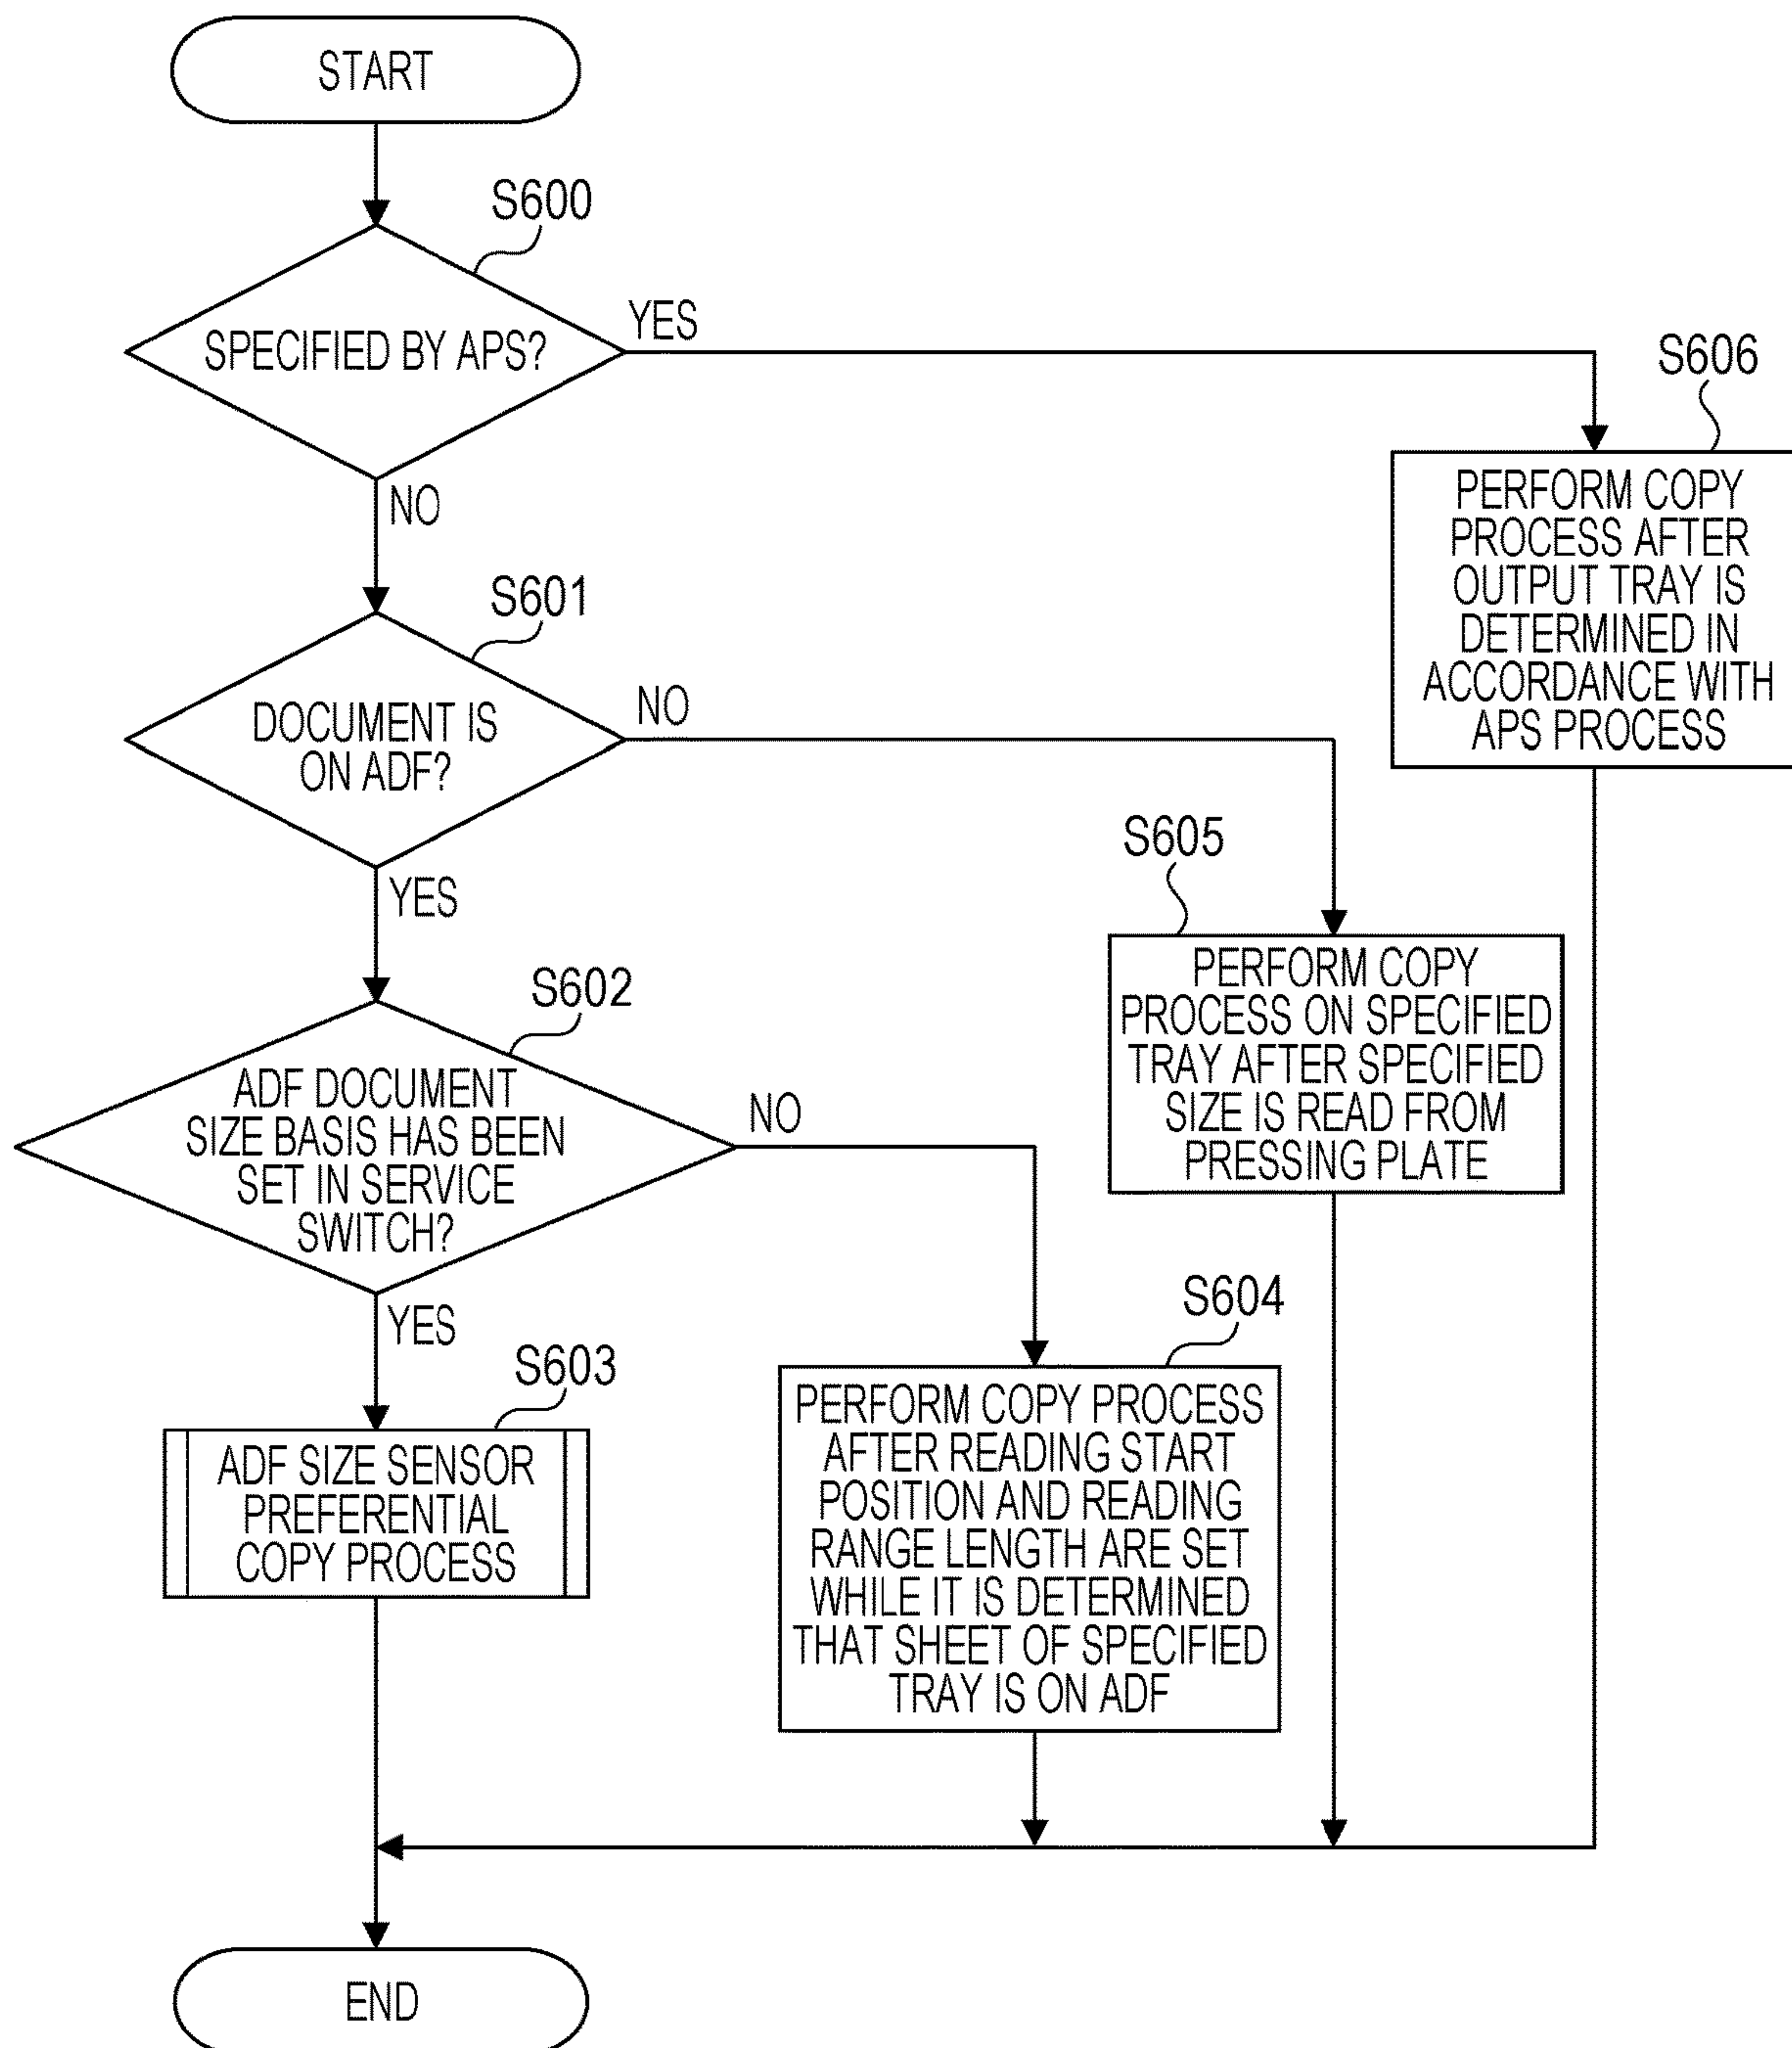 START
S600
SPECIFIED BY APS?
YES
NO
S606
PERFORM COPY
PROCESS AFTER
OUTPUT TRAY IS
DETERMINED IN
ACCORDANCE WITH
APS PROCESS
S601
DOCUMENT IS
ON ADF?
NO
YES
S605
PERFORM COPY
PROCESS ON SPECIFIED
TRAY AFTER SPECIFIED
SIZE IS READ FROM
PRESSING PLATE
S602
ADF DOCUMENT
SIZE BASIS HAS BEEN
SET IN SERVICE
SWITCH?
NO
YES
S604
PERFORM COPY PROCESS
AFTER READING START
POSITION AND READING
RANGE LENGTH ARE SET
WHILE IT IS DETERMINED
THAT SHEET OF SPECIFIED
TRAY IS ON ADF
S603
ADF SIZE SENSOR
PREFERENTIAL
COPY PROCESS
END